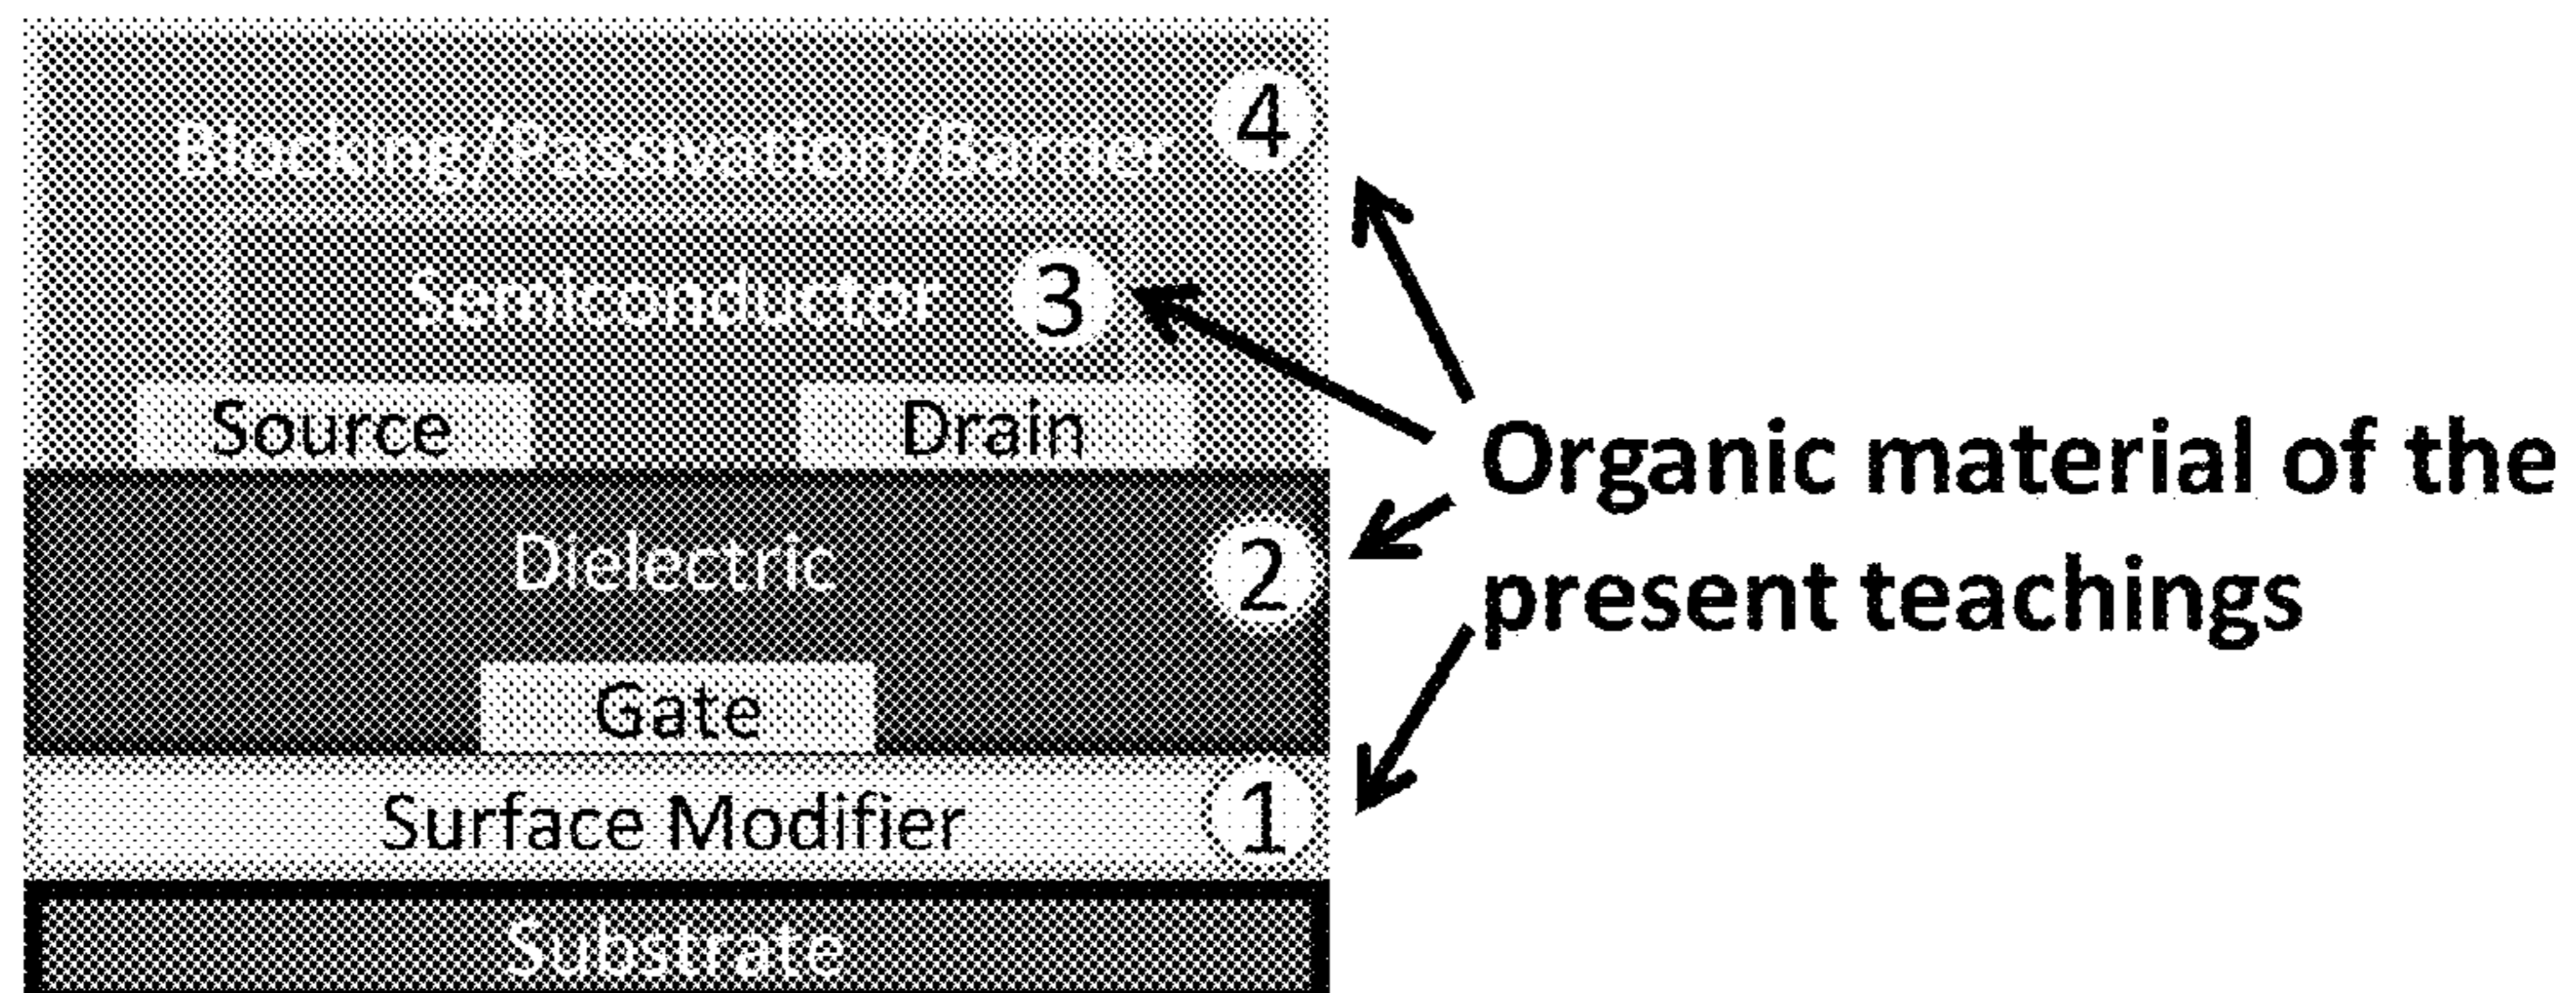 Blocking/Passivation/Barrier 4
Semiconductor 3
Source Drain
Dielectric 2
Gate
Surface Modifier 1
Substrate
Organic material of the
present teachings